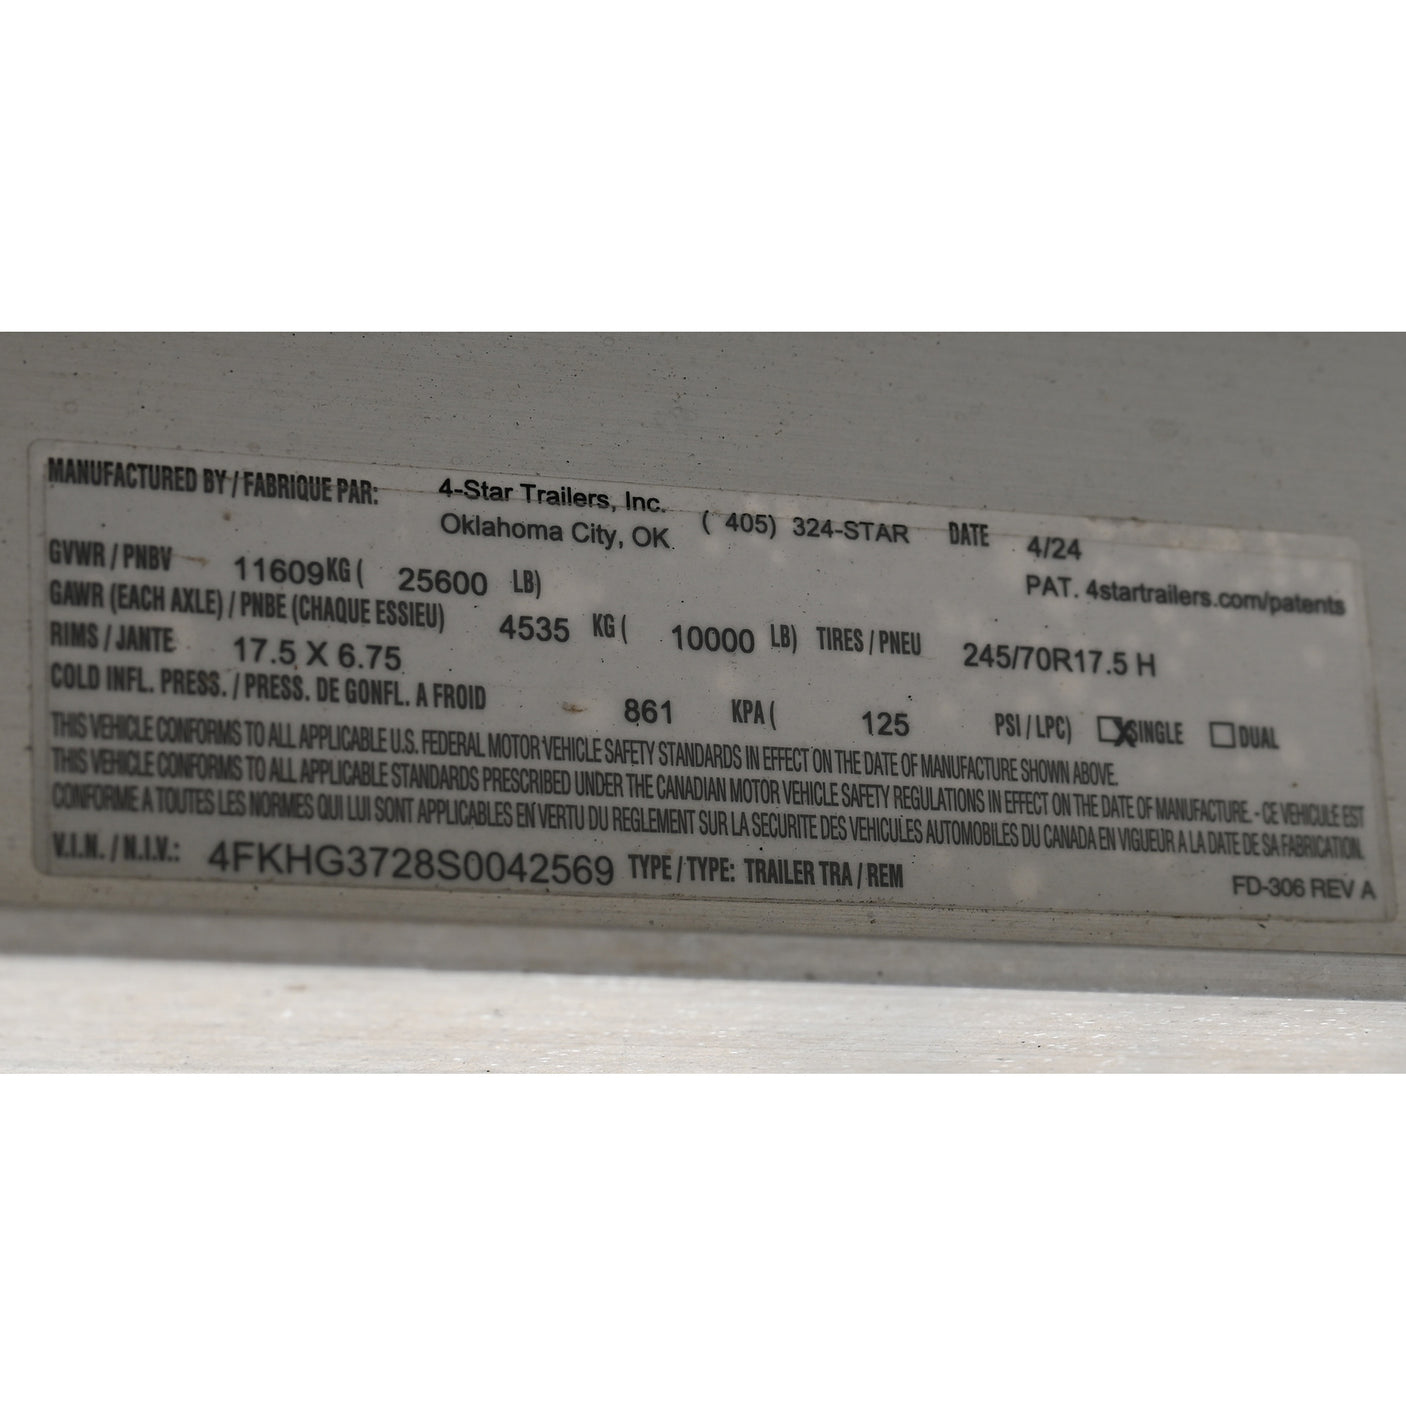 MANUFACTURED BY / FABRIQUE PAR: 4-Star Trailers, Inc. ( 405) 324-STAR DATE 4/24
Oklahoma City, OK
PAT. 4startrailers.com/patents
GVWR / PNBV 11609 KG ( 25600 LB)
GAWR (EACH AXLE) / PNBE (CHAQUE ESSIEU) 4535 KG ( 10000 LB) TIRES / PNEU 245/70R17.5 H
RIMS / JANTE 17.5 X 6.75
COLD INFL. PRESS. / PRESS. DE GONFL. A FROID 861 KPA ( 125 PSI / LPC) ☒ SINGLE ☐ DUAL
THIS VEHICLE CONFORMS TO ALL APPLICABLE U.S. FEDERAL MOTOR VEHICLE SAFETY STANDARDS IN EFFECT ON THE DATE OF MANUFACTURE SHOWN ABOVE.
THIS VEHICLE CONFORMS TO ALL APPLICABLE STANDARDS PRESCRIBED UNDER THE CANADIAN MOTOR VEHICLE SAFETY REGULATIONS IN EFFECT ON THE DATE OF MANUFACTURE. - CE VEHICULE EST
CONFORME A TOUTES LES NORMES QUI LUI SONT APPLICABLES EN VERTU DU REGLEMENT SUR LA SECURITE DES VEHICULES AUTOMOBILES DU CANADA EN VIGUEUR A LA DATE DE SA FABRICATION.
V.I.N. / N.I.V.: 4FKHG3728S0042569 TYPE / TYPE: TRAILER TRA / REM FD-306 REV A